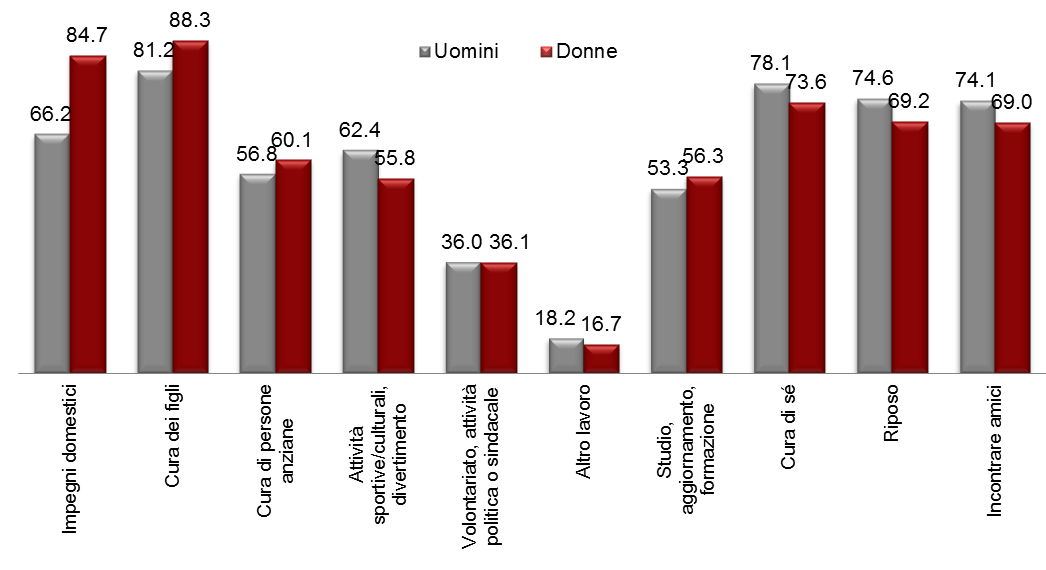 Uomini
Donne
66.2
84.7
81.2
88.3
56.8
60.1
62.4
55.8
36.0
36.1
18.2
16.7
53.3
56.3
78.1
73.6
74.6
69.2
74.1
69.0
Impegni domestici
Cura dei figli
Cura di persone
anziane
Attività
sportive/culturali,
divertimento
Volontariato, attività
politica o sindacale
Altro lavoro
Studio,
aggiornamento,
formazione
Cura di sé
Riposo
Incontrare amici